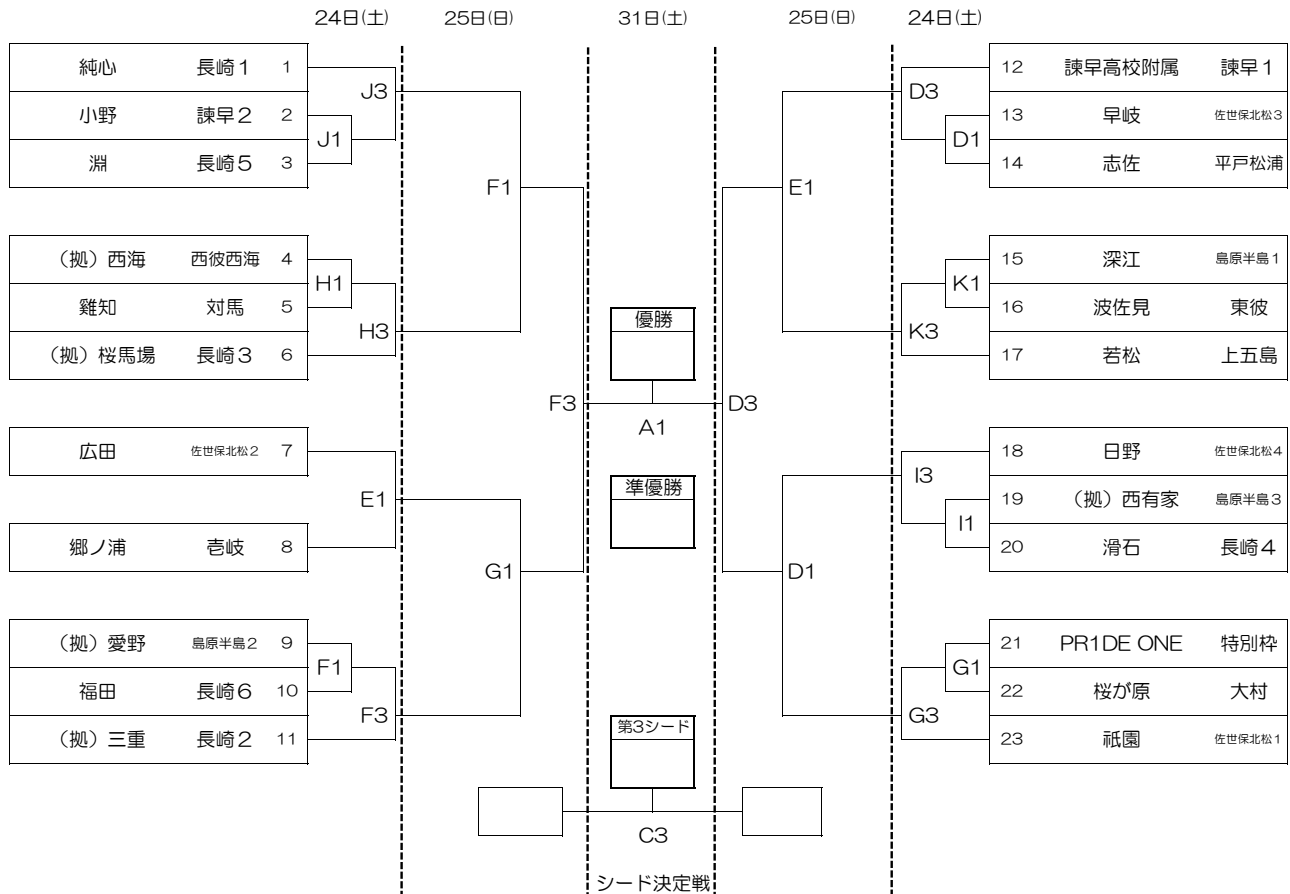 24日(土) 25日(日) 31日(土) 25日(日) 24日(土)
純心 長崎1 1
J3
小野 諫早2 2
J1
淵 長崎5 3
F1
(拠)西海 西彼西海 4
H1
雞知 対馬 5
H3
(拠)桜馬場 長崎3 6
F3
広田 佐世保北松2 7
E1
郷ノ浦 壱岐 8
G1
(拠)愛野 島原半島2 9
F1
福田 長崎6 10
F3
(拠)三重 長崎2 11
優勝
A1
準優勝
第3シード
C3
シード決定戦
12 諫早高校附属 諫早1
D3
13 早岐 佐世保北松3
D1
14 志佐 平戸松浦
E1
15 深江 島原半島1
K1
16 波佐見 東彼
K3
17 若松 上五島
D3
18 日野 佐世保北松4
I3
19 (拠)西有家 島原半島3
I1
20 滑石 長崎4
D1
21 PR1DE ONE 特別枠
G1
22 桜が原 大村
G3
23 祇園 佐世保北松1